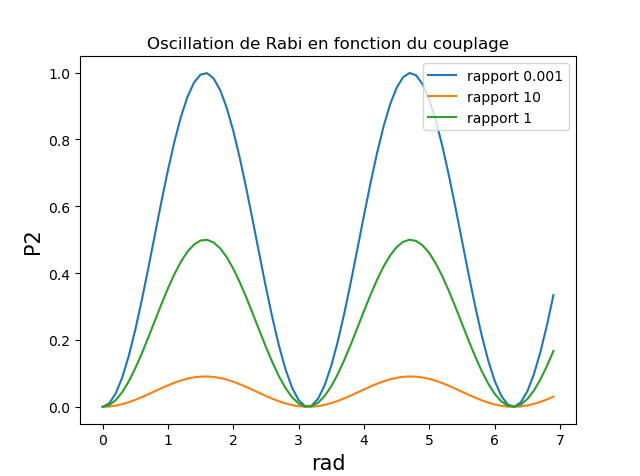 Oscillation de Rabi en fonction du couplage
rapport 0.001
rapport 10
rapport 1
P2
1.0
0.8
0.6
0.4
0.2
0.0
0 1 2 3 4 5 6 7
rad